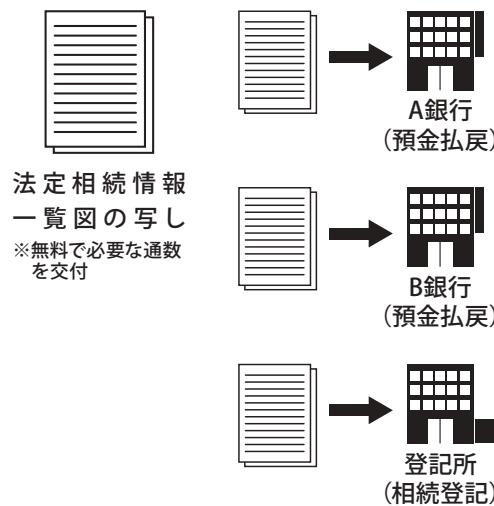 法定相続情報
一覧図の写し
※無料で必要な通数
を交付
A銀行
(預金払戻)
B銀行
(預金払戻)
登記所
(相続登記)